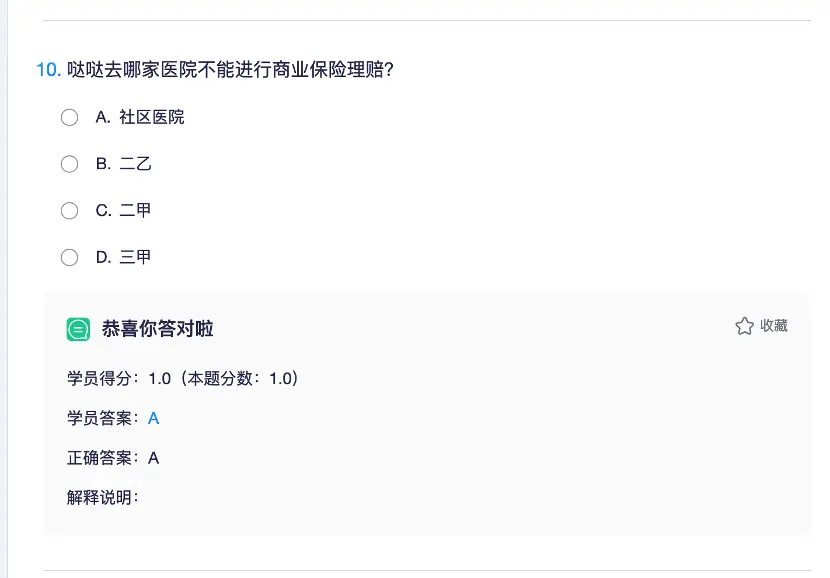 10. 哒哒去哪家医院不能进行商业保险理赔?
A. 社区医院
B. 二乙
C. 二甲
D. 三甲
恭喜你答对啦
收藏
学员得分：1.0（本题分数：1.0）
学员答案：A
正确答案：A
解释说明：